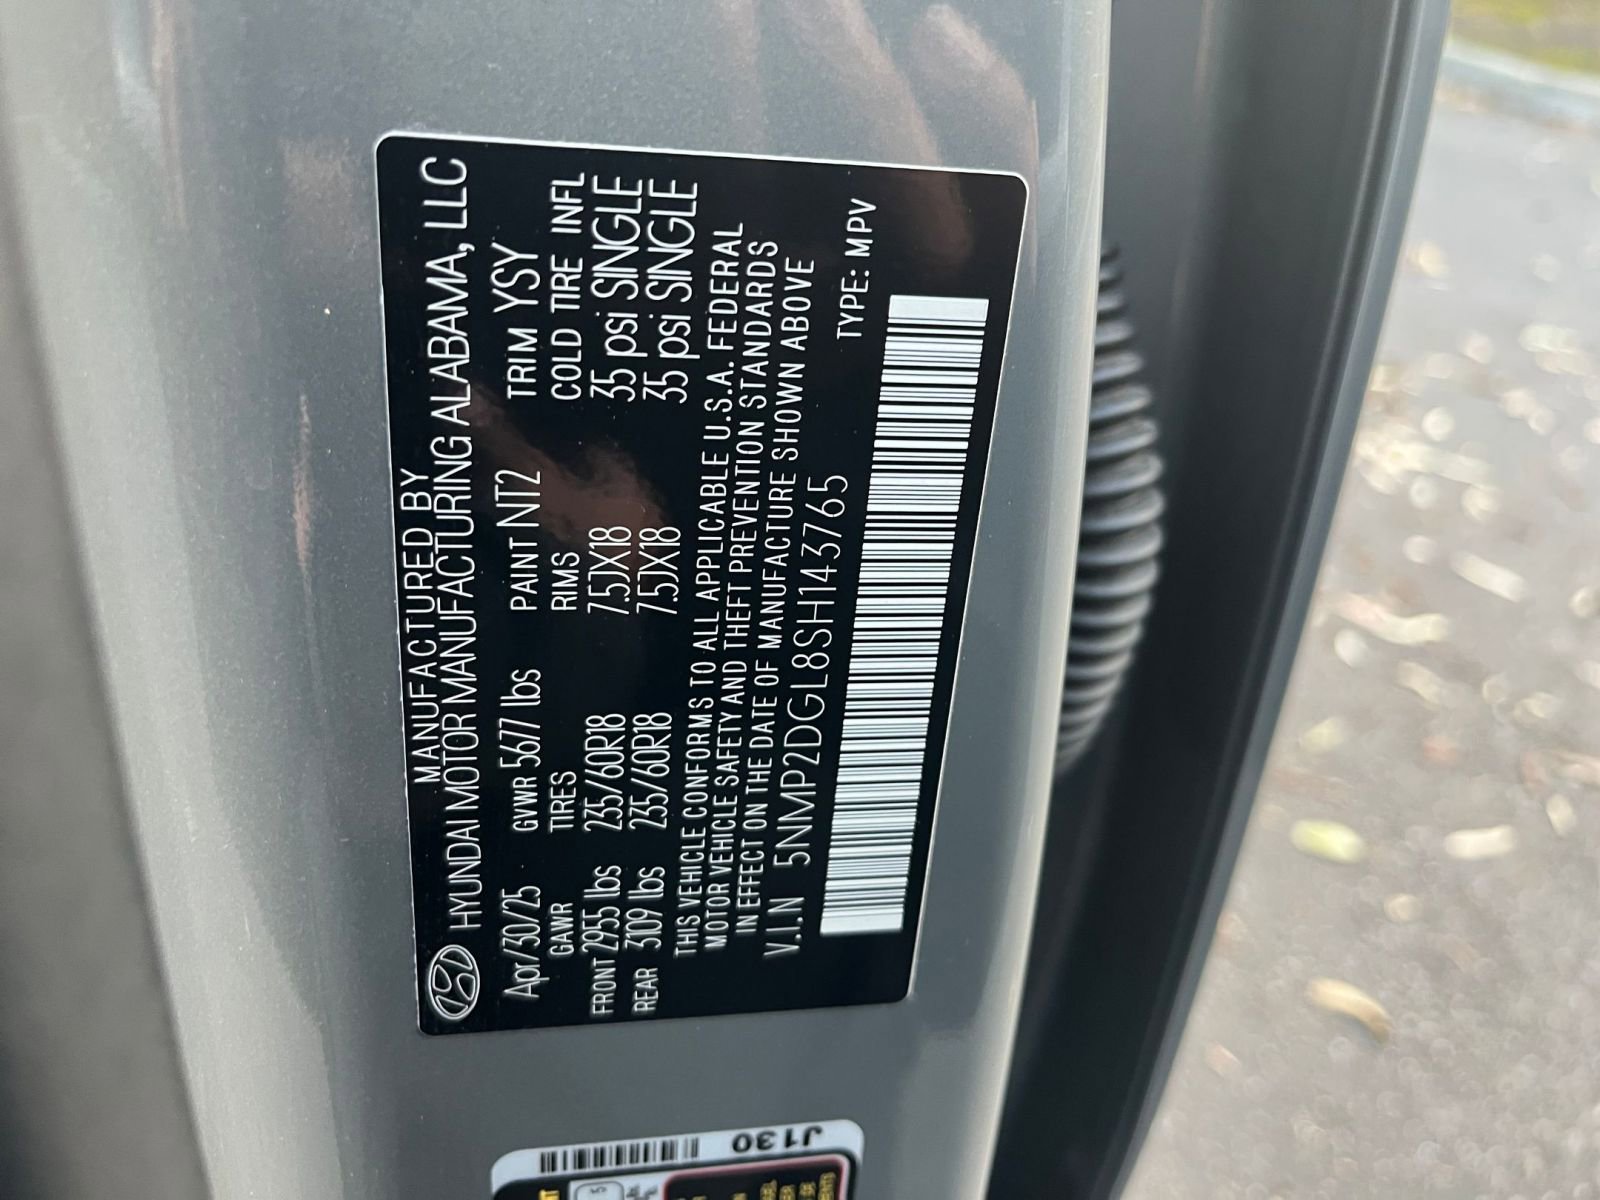 MANUFACTURED BY
HYUNDAI MOTOR MANUFACTURING ALABAMA, LLC
Apr/30/25 GVWR 5677 lbs PAINT NT2 TRIM YSY
GAWR TIRES RIMS COLD TIRE INFL
FRONT 2955 lbs 235/60R18 7.5JX18 35 psi SINGLE
REAR 3109 lbs 235/60R18 7.5JX18 35 psi SINGLE
THIS VEHICLE CONFORMS TO ALL APPLICABLE U.S.A. FEDERAL
MOTOR VEHICLE SAFETY AND THEFT PREVENTION STANDARDS
IN EFFECT ON THE DATE OF MANUFACTURE SHOWN ABOVE
V.I.N 5NMP2DGL8SH143765 TYPE: MPV
J130